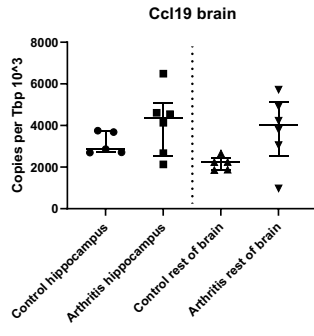 Ccl19 brain
Copies per Tbp 10^3
8000
6000
4000
2000
0
Control hippocampus
Arthritis hippocampus
Control rest of brain
Arthritis rest of brain